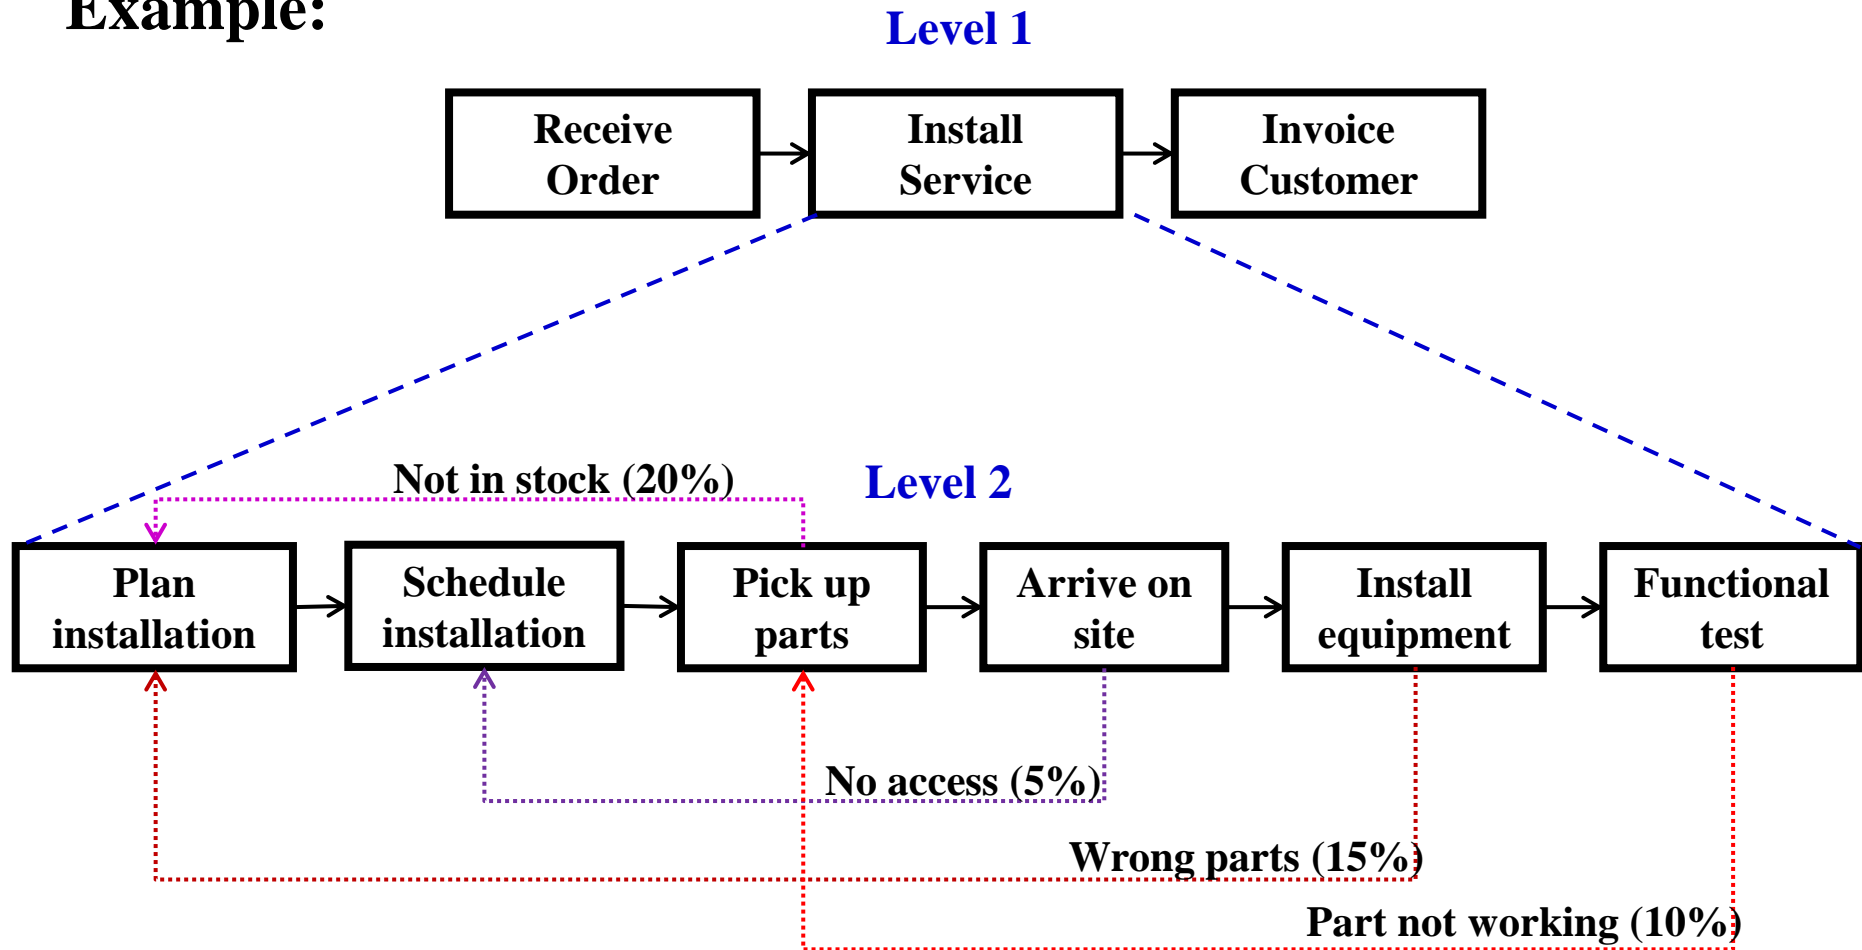 Example:
Level 1
Receive
Order
Install
Service
Invoice
Customer
Not in stock (20%)
Level 2
Plan
installation
Schedule
installation
Pick up
parts
Arrive on
site
Install
equipment
Functional
test
No access (5%)
Wrong parts (15%)
Part not working (10%)